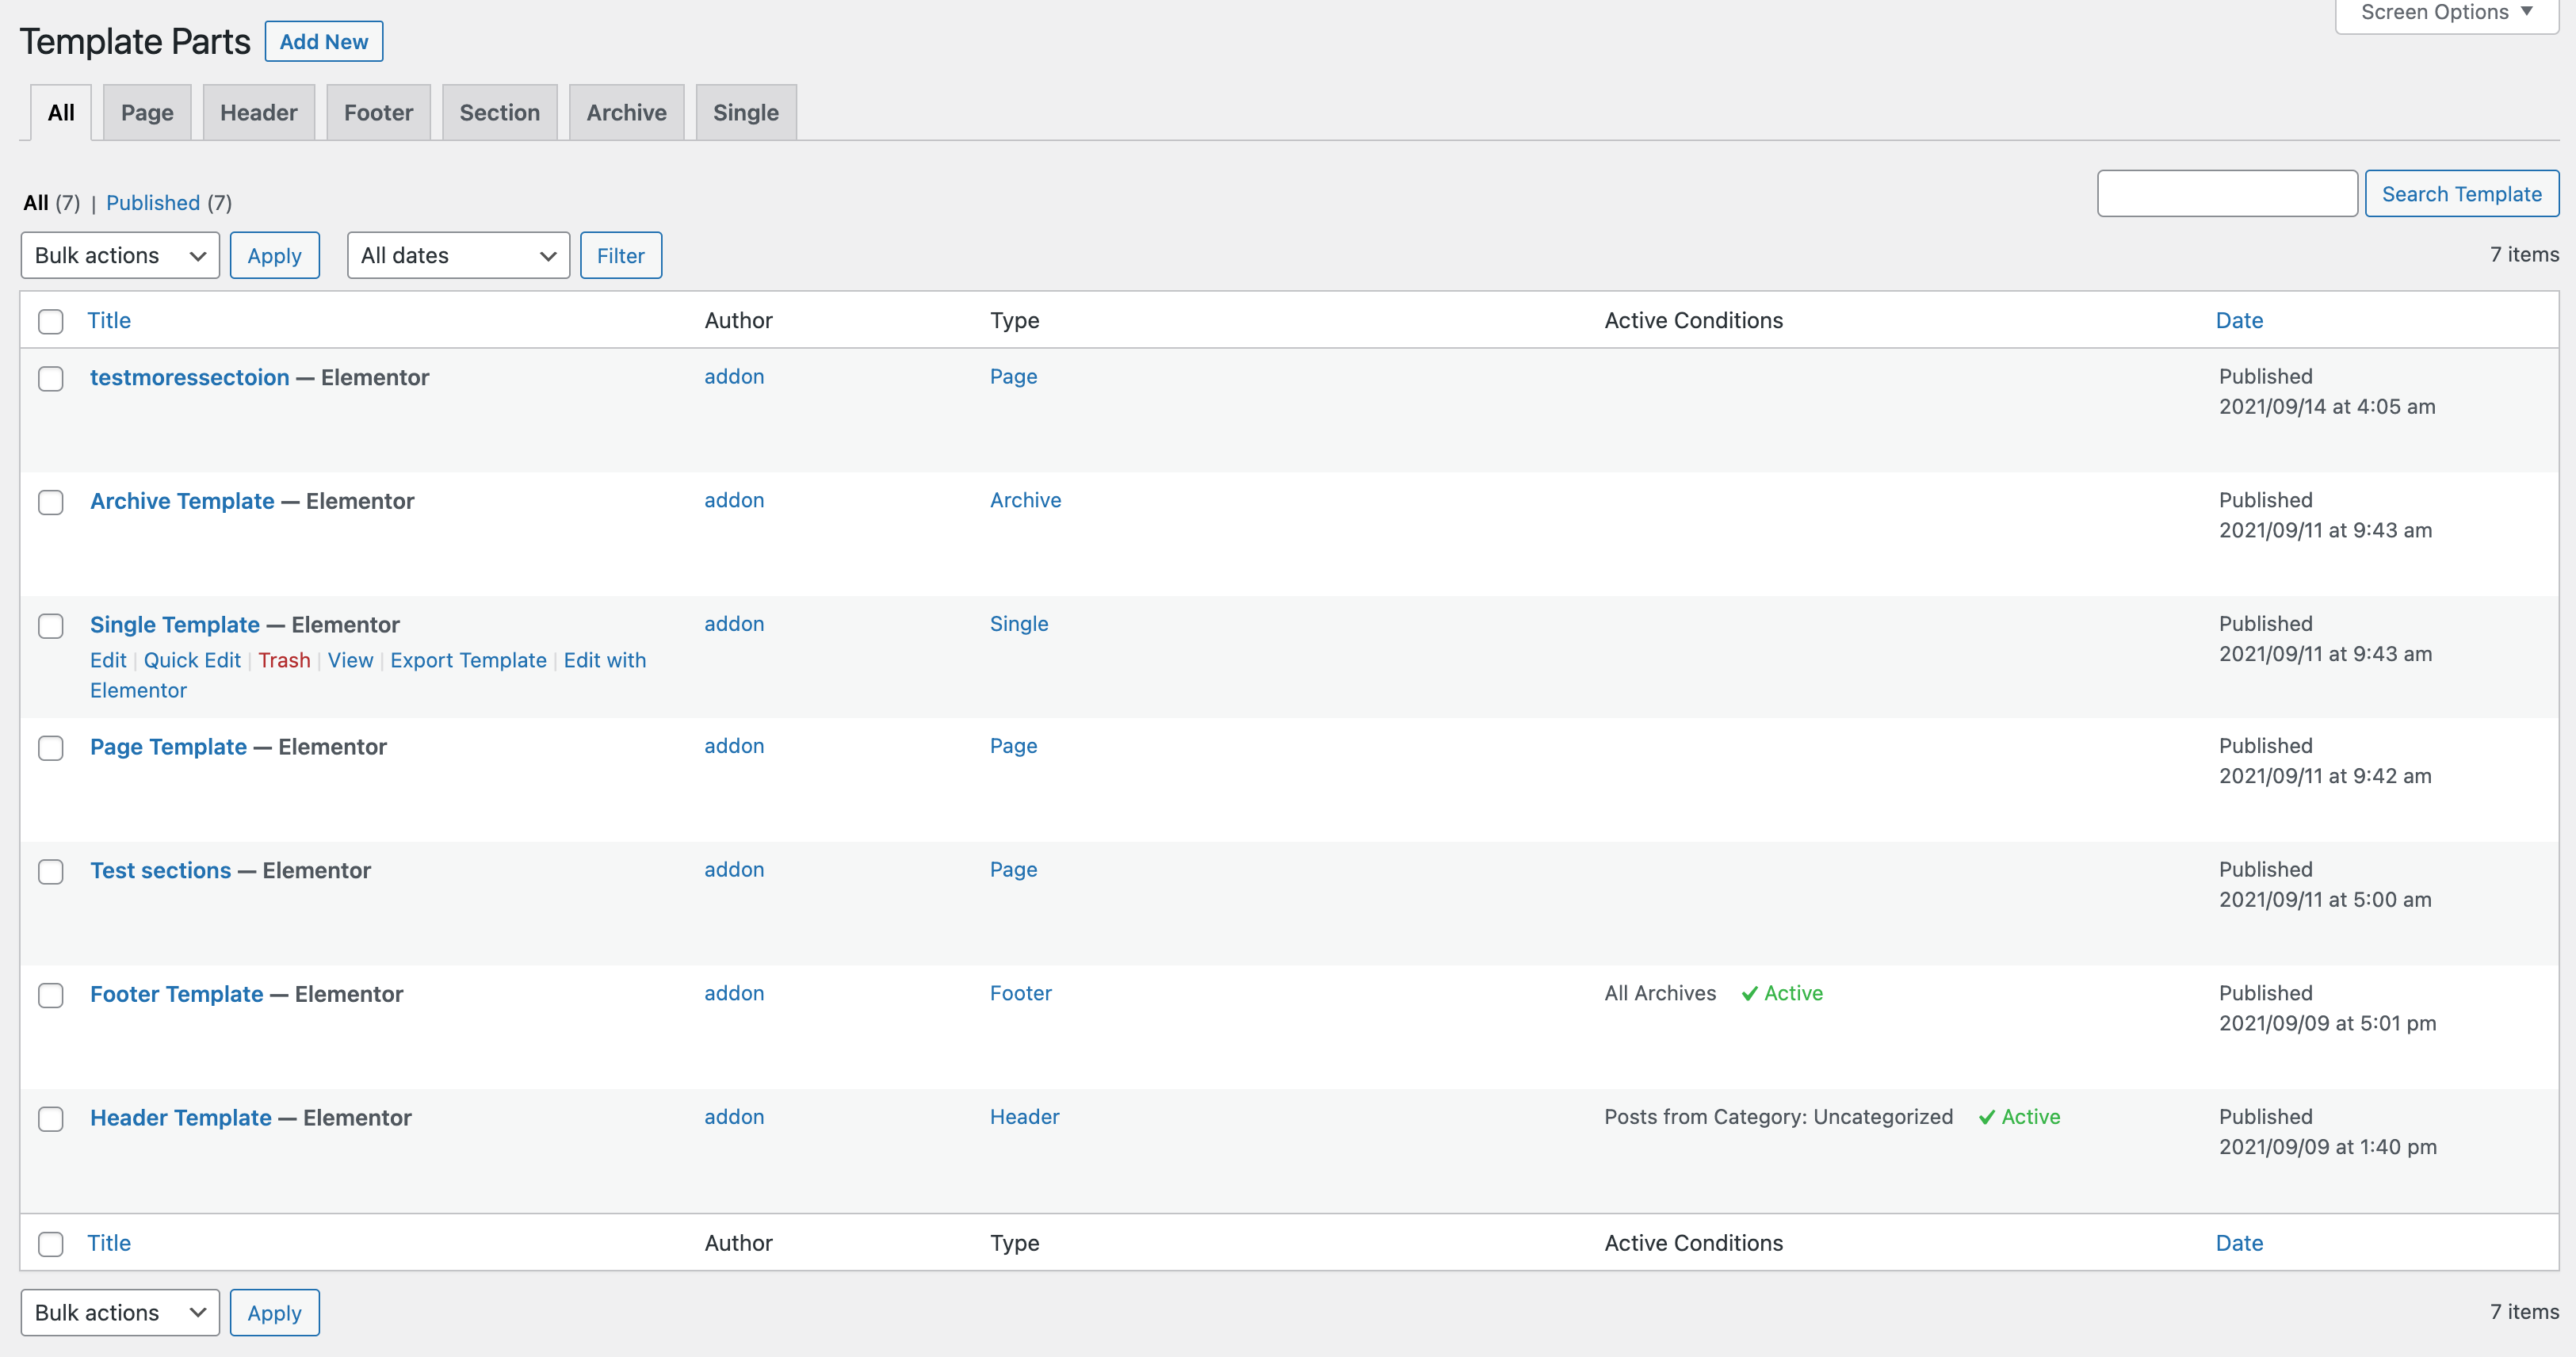 Screen Options
Template Parts Add New
All Page Header Footer Section Archive Single
All (7) | Published (7)
Search Template
Bulk actions Apply All dates Filter 7 items
Title Author Type Active Conditions Date
testmoressectoion — Elementor addon Page Published
2021/09/14 at 4:05 am
Archive Template — Elementor addon Archive Published
2021/09/11 at 9:43 am
Single Template — Elementor addon Single Published
2021/09/11 at 9:43 am
Edit | Quick Edit | Trash | View | Export Template | Edit with
Elementor
Page Template — Elementor addon Page Published
2021/09/11 at 9:42 am
Test sections — Elementor addon Page Published
2021/09/11 at 5:00 am
Footer Template — Elementor addon Footer All Archives ✔ Active Published
2021/09/09 at 5:01 pm
Header Template — Elementor addon Header Posts from Category: Uncategorized ✔ Active Published
2021/09/09 at 1:40 pm
Title Author Type Active Conditions Date
Bulk actions Apply 7 items